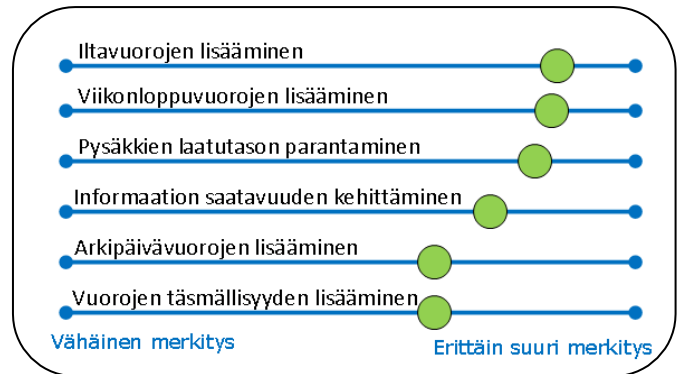 Iltavuorojen lisääminen
Viikonloppuvuorojen lisääminen
Pysäkkien laatutason parantaminen
Informaation saatavuuden kehittäminen
Arkipäivävuorojen lisääminen
Vuorojen täsmällisyyden lisääminen
Vähäinen merkitys
Erittäin suuri merkitys